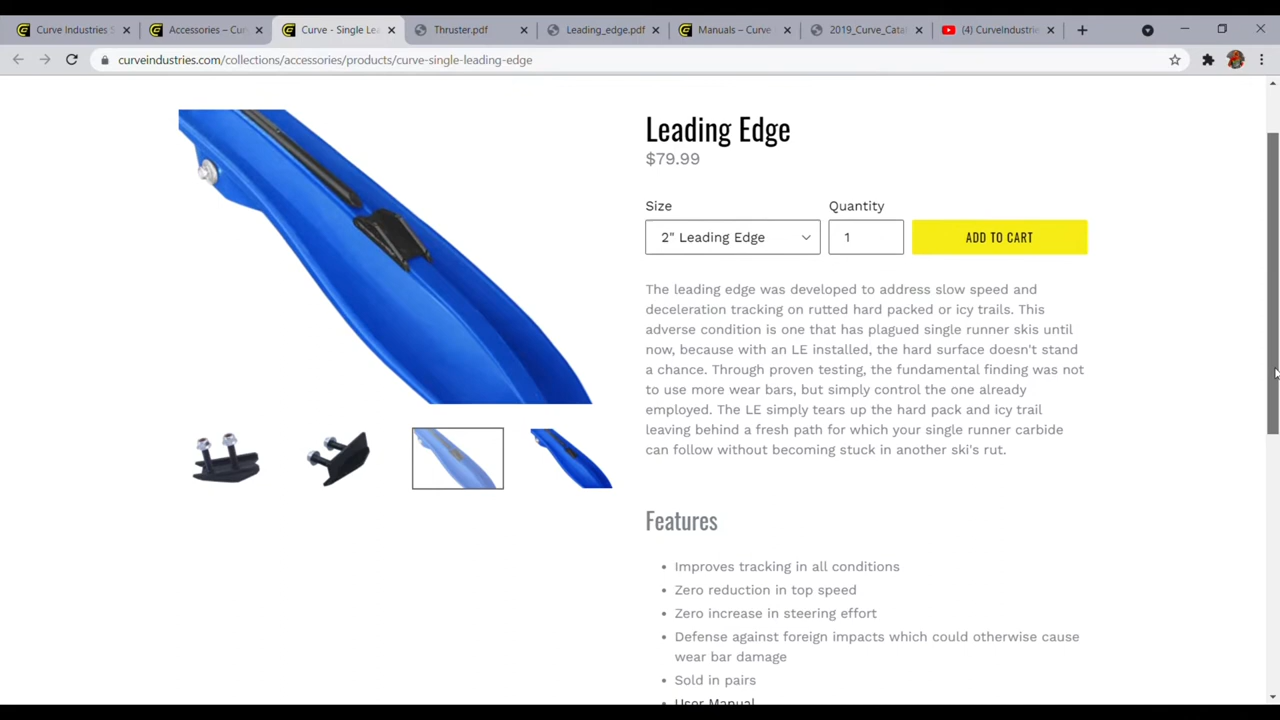 Curve Industries S
Accessories – Cur
Curve - Single Lea
Thruster.pdf
Leading_edge.pdf
Manuals – Curve
2019_Curve_Cata
(4) CurveIndustrie
curveindustries.com/collections/accessories/products/curve-single-leading-edge
Leading Edge
$79.99
Size
Quantity
2" Leading Edge
1
ADD TO CART
The leading edge was developed to address slow speed and
deceleration tracking on rutted hard packed or icy trails. This
adverse condition is one that has plagued single runner skis until
now, because with an LE installed, the hard surface doesn't stand
a chance. Through proven testing, the fundamental finding was not
to use more wear bars, but simply control the one already
employed. The LE simply tears up the hard pack and icy trail
leaving behind a fresh path for which your single runner carbide
can follow without becoming stuck in another ski's rut.
Features
• Improves tracking in all conditions
• Zero reduction in top speed
• Zero increase in steering effort
• Defense against foreign impacts which could otherwise cause
wear bar damage
• Sold in pairs
• User Manual